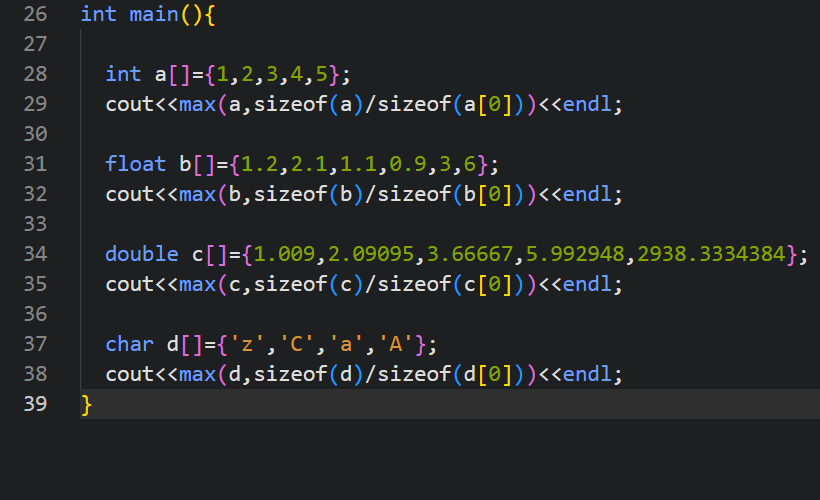 26 int main(){
27
28 int a[]={1,2,3,4,5};
29 cout<<max(a,sizeof(a)/sizeof(a[0]))<<endl;
30
31 float b[]={1.2,2.1,1.1,0.9,3,6};
32 cout<<max(b,sizeof(b)/sizeof(b[0]))<<endl;
33
34 double c[]={1.009,2.09095,3.66667,5.992948,2938.3334384};
35 cout<<max(c,sizeof(c)/sizeof(c[0]))<<endl;
36
37 char d[]={'z','C','a','A'};
38 cout<<max(d,sizeof(d)/sizeof(d[0]))<<endl;
39 }